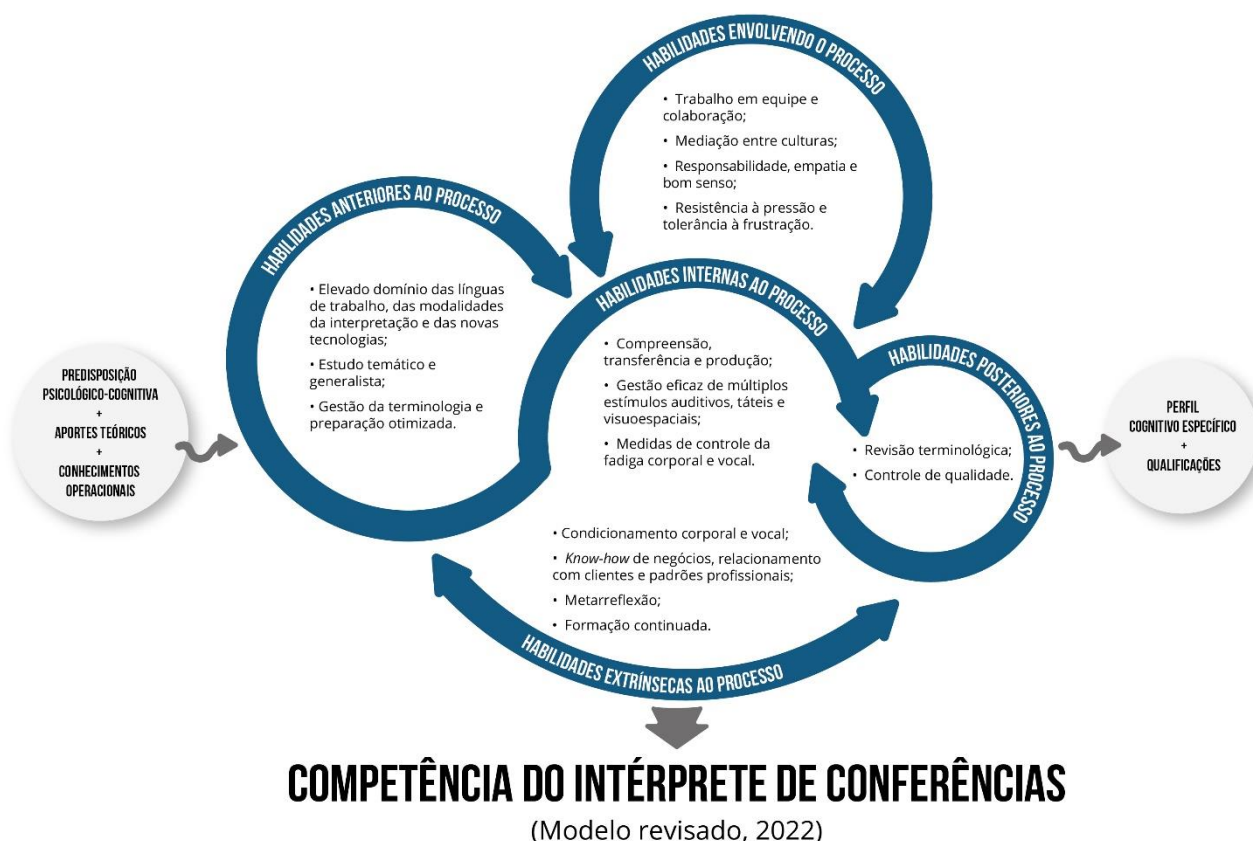 HABILIDADES ENVOLVENDO O PROCESSO
• Trabalho em equipe e
colaboração;
• Mediação entre culturas;
• Responsabilidade, empatia e
bom senso;
• Resistência à pressão e
tolerância à frustração.
HABILIDADES ANTERIORES AO PROCESSO
• Elevado domínio das línguas
de trabalho, das modalidades
da interpretação e das novas
tecnologias;
• Estudo temático e
generalista;
• Gestão da terminologia e
preparação otimizada.
HABILIDADES INTERNAS AO PROCESSO
• Compreensão,
transferência e produção;
• Gestão eficaz de múltiplos
estímulos auditivos, táteis e
visuoespaciais;
• Medidas de controle da
fadiga corporal e vocal.
HABILIDADES POSTERIORES AO PROCESSO
• Revisão terminológica;
• Controle de qualidade.
PREDISPOSIÇÃO
PSICOLÓGICO-COGNITIVA
+
APORTES TEÓRICOS
+
CONHECIMENTOS
OPERACIONAIS
PERFIL
COGNITIVO ESPECÍFICO
+
QUALIFICAÇÕES
• Condicionamento corporal e vocal;
• Know-how de negócios, relacionamento
com clientes e padrões profissionais;
• Metarreflexão;
• Formação continuada.
HABILIDADES EXTRÍNSECAS AO PROCESSO
COMPETÊNCIA DO INTÉRPRETE DE CONFERÊNCIAS
(Modelo revisado, 2022)